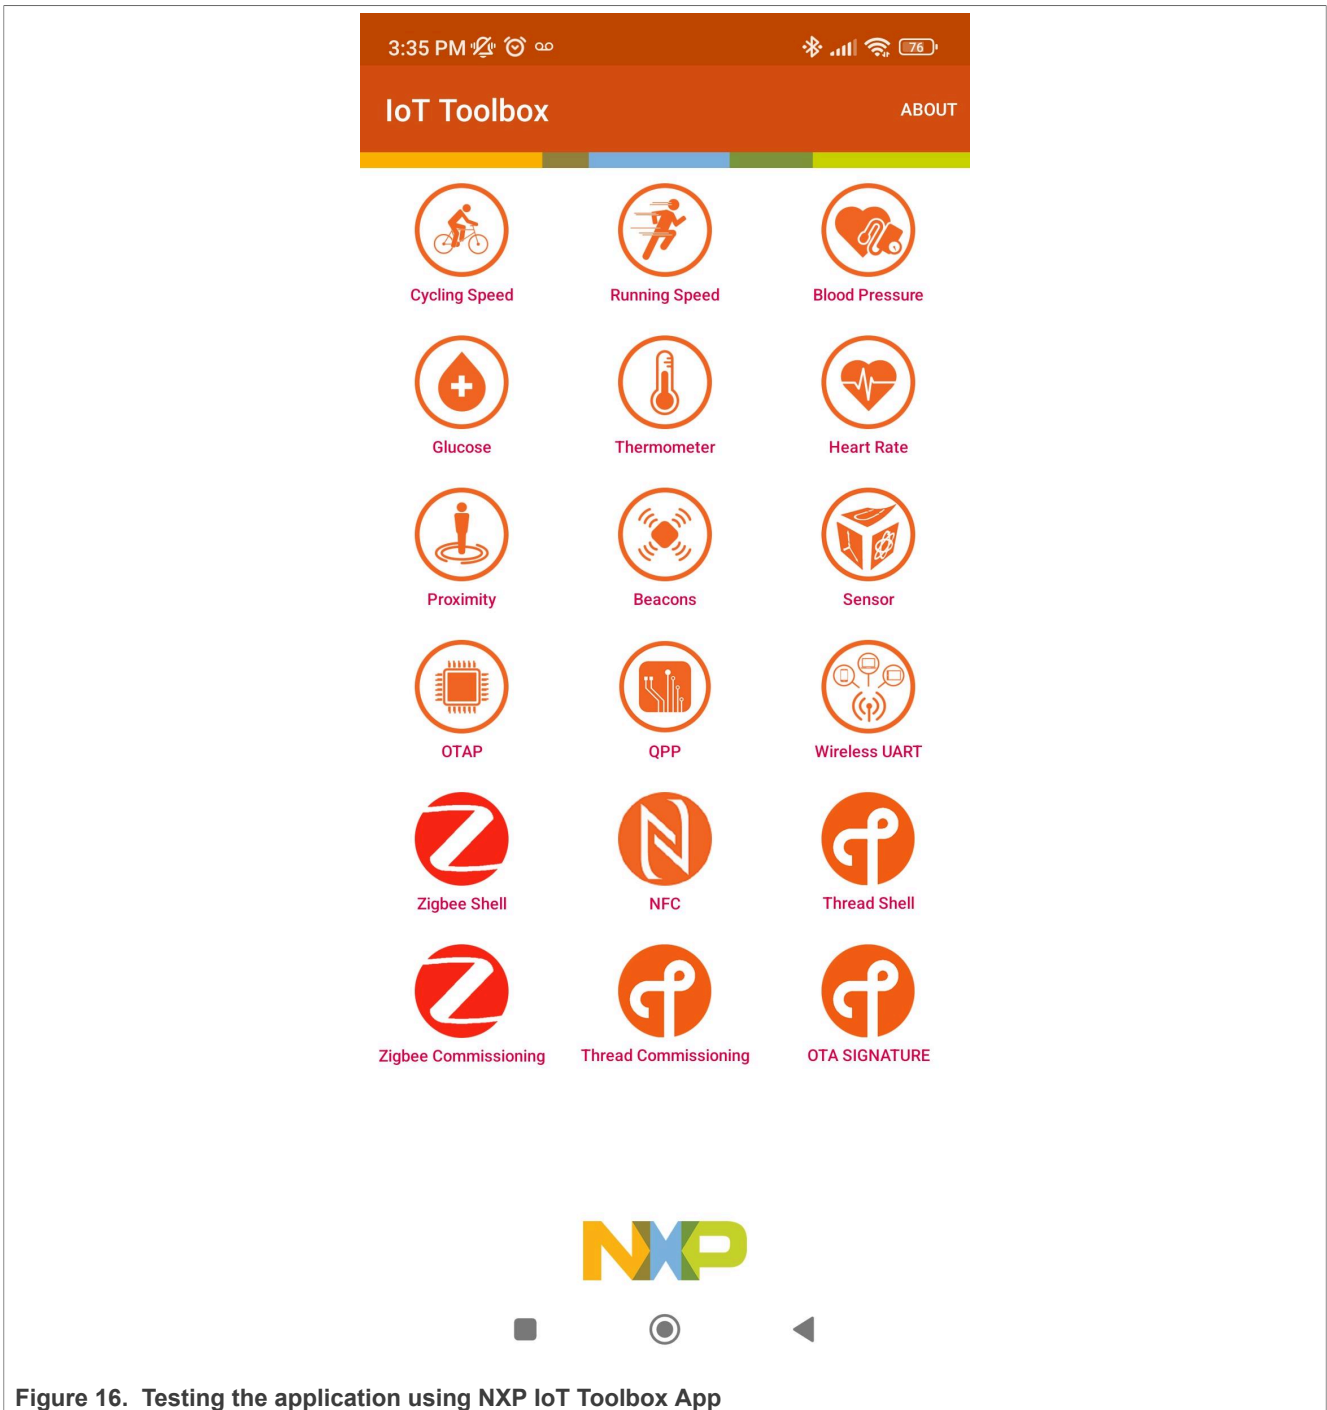 3:35 PM
76
IoT Toolbox
ABOUT
Cycling Speed
Running Speed
Blood Pressure
Glucose
Thermometer
Heart Rate
Proximity
Beacons
Sensor
OTAP
QPP
Wireless UART
Zigbee Shell
NFC
Thread Shell
Zigbee Commissioning
Thread Commissioning
OTA SIGNATURE
NXP
Figure 16. Testing the application using NXP IoT Toolbox App